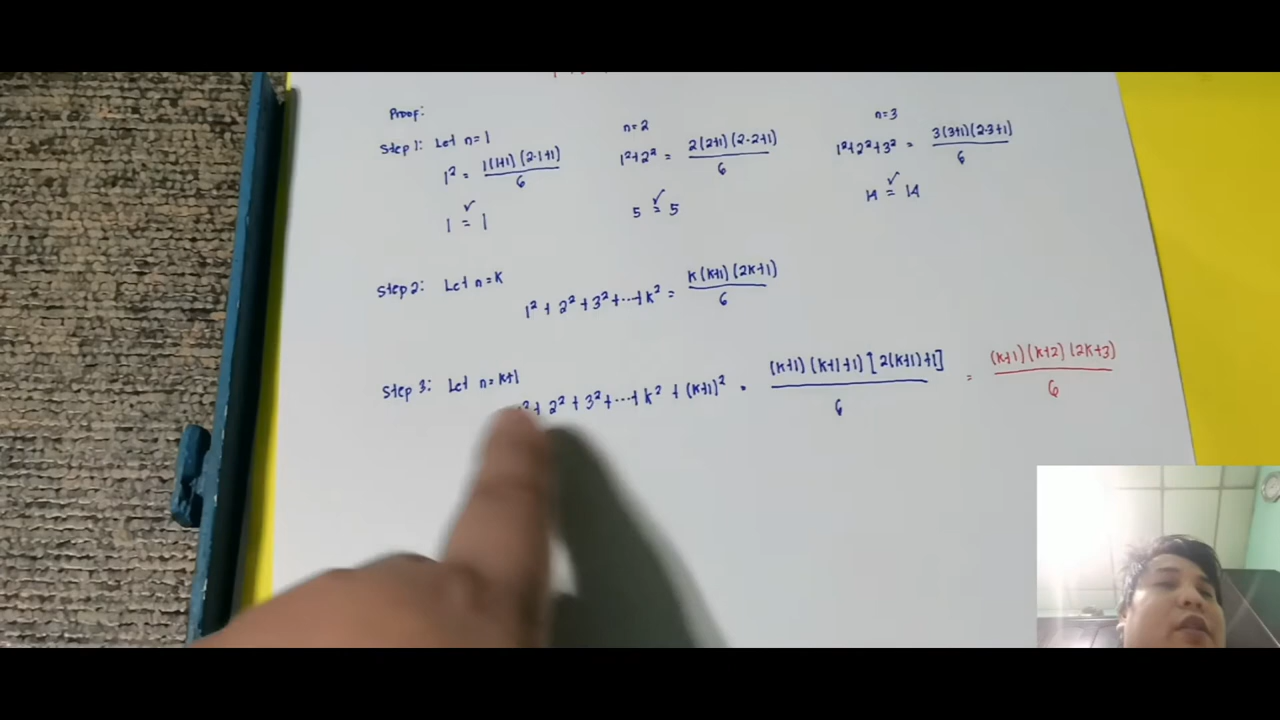 Proof:
Step 1: Let n=1
1² = 1(1+1)(2·1+1)/6
1 = 1 ✓
n=2
1²+2² = 2(2+1)(2·2+1)/6
5 = 5 ✓
n=3
1²+2²+3² = 3(3+1)(2·3+1)/6
14 = 14 ✓
Step 2: Let n=k
1² + 2² + 3² + ... + k² = k(k+1)(2k+1)/6
Step 3: Let n=k+1
² + 2² + 3² + ... + k² + (k+1)² = (k+1)(k+1+1)[2(k+1)+1]/6 = (k+1)(k+2)(2k+3)/6